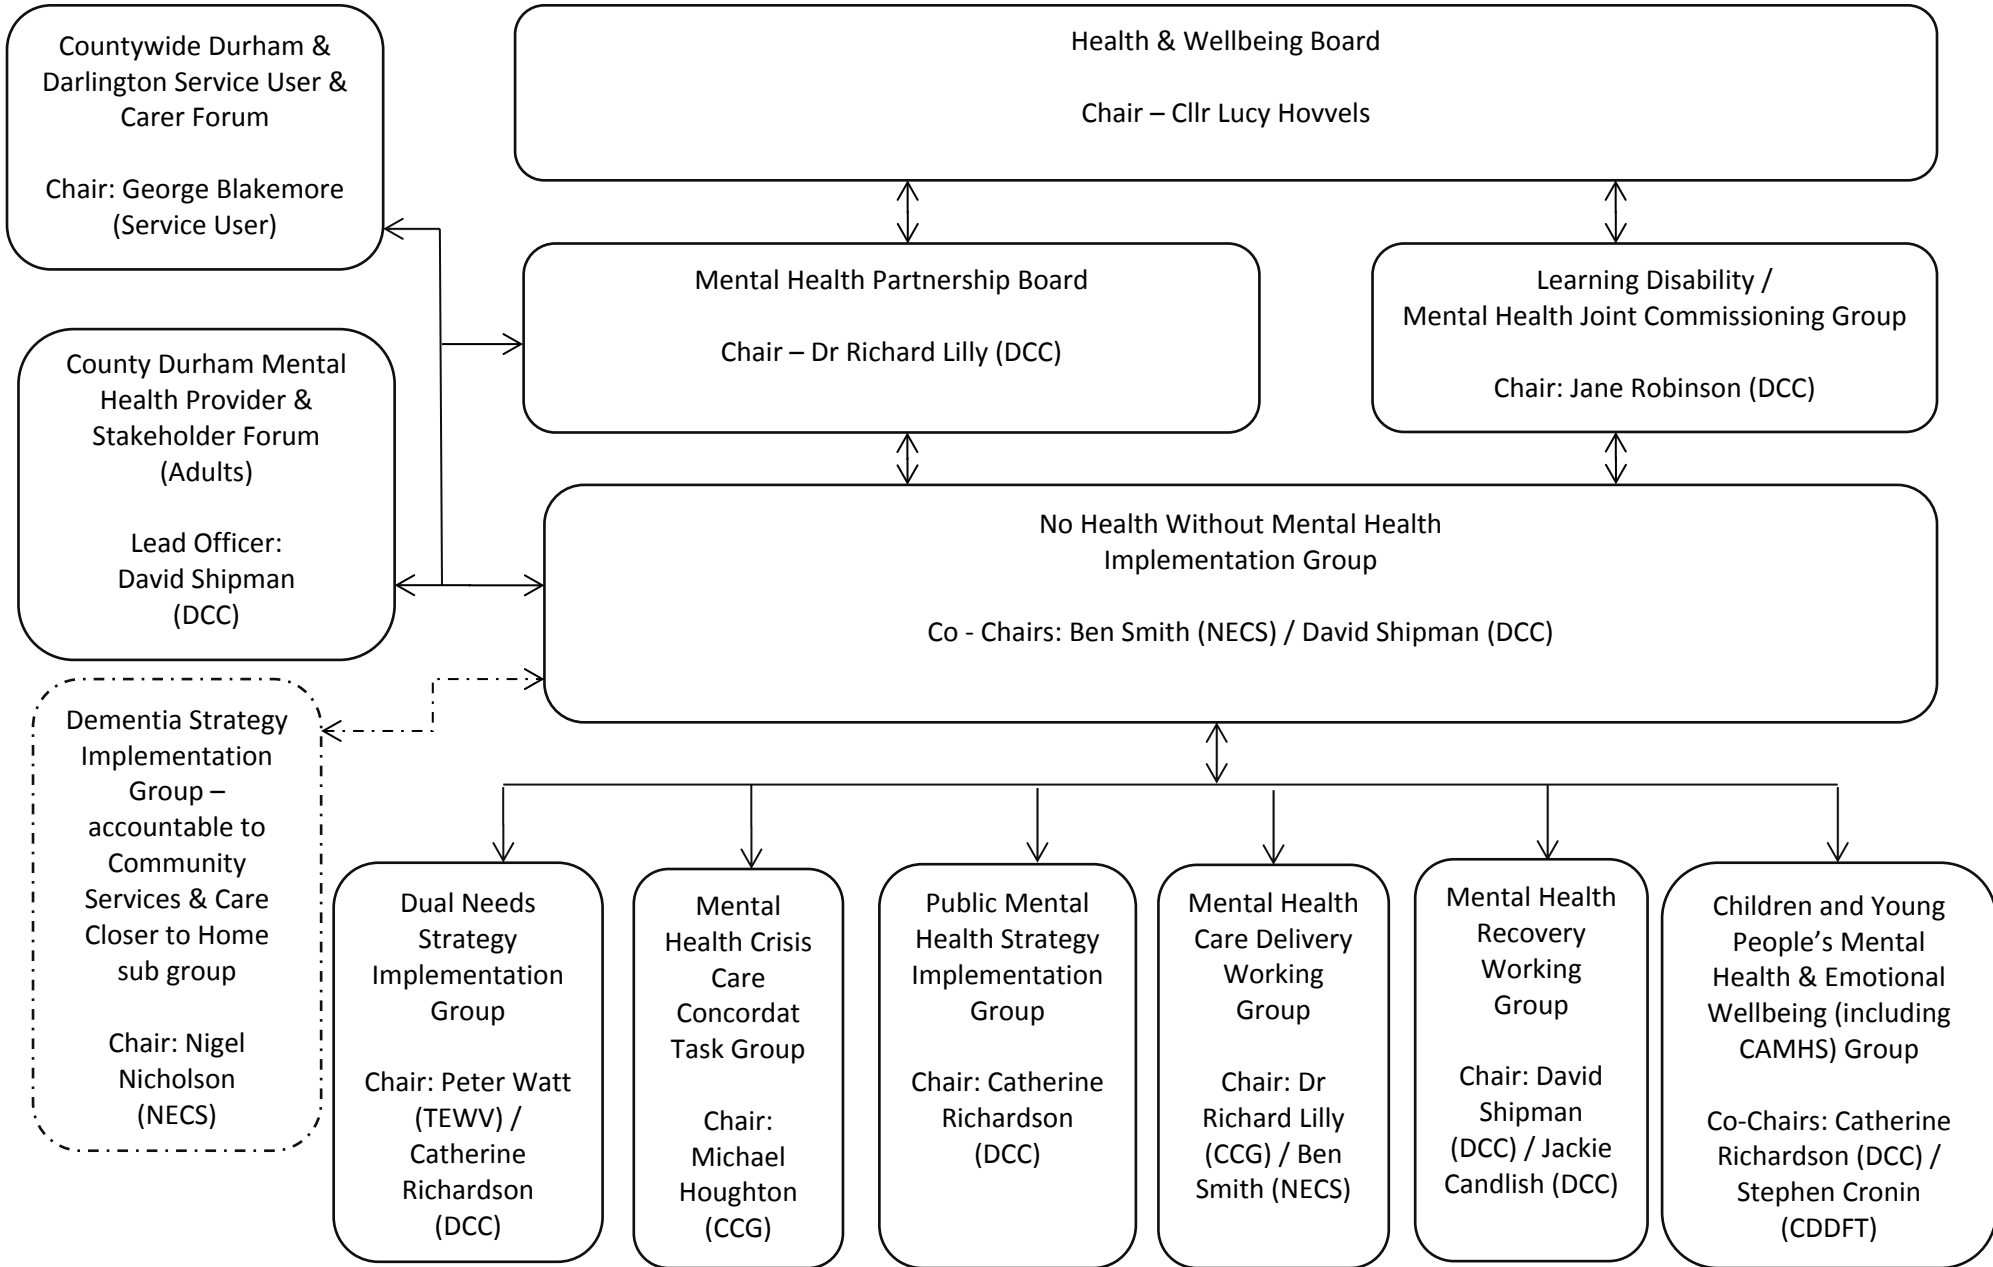 Countywide Durham &
Darlington Service User &
Carer Forum
Chair: George Blakemore
(Service User)
Health & Wellbeing Board
Chair – Cllr Lucy Hovvels
Mental Health Partnership Board
Chair – Dr Richard Lilly (DCC)
Learning Disability /
Mental Health Joint Commissioning Group
Chair: Jane Robinson (DCC)
County Durham Mental
Health Provider &
Stakeholder Forum
(Adults)
Lead Officer:
David Shipman
(DCC)
No Health Without Mental Health
Implementation Group
Co - Chairs: Ben Smith (NECS) / David Shipman (DCC)
Dementia Strategy
Implementation
Group –
accountable to
Community
Services & Care
Closer to Home
sub group
Chair: Nigel
Nicholson
(NECS)
Dual Needs
Strategy
Implementation
Group
Chair: Peter Watt
(TEWV) /
Catherine
Richardson
(DCC)
Mental
Health Crisis
Care
Concordat
Task Group
Chair:
Michael
Houghton
(CCG)
Public Mental
Health Strategy
Implementation
Group
Chair: Catherine
Richardson
(DCC)
Mental Health
Care Delivery
Working
Group
Chair: Dr
Richard Lilly
(CCG) / Ben
Smith (NECS)
Mental Health
Recovery
Working
Group
Chair: David
Shipman
(DCC) / Jackie
Candlish (DCC)
Children and Young
People’s Mental
Health & Emotional
Wellbeing (including
CAMHS) Group
Co-Chairs: Catherine
Richardson (DCC) /
Stephen Cronin
(CDDFT)